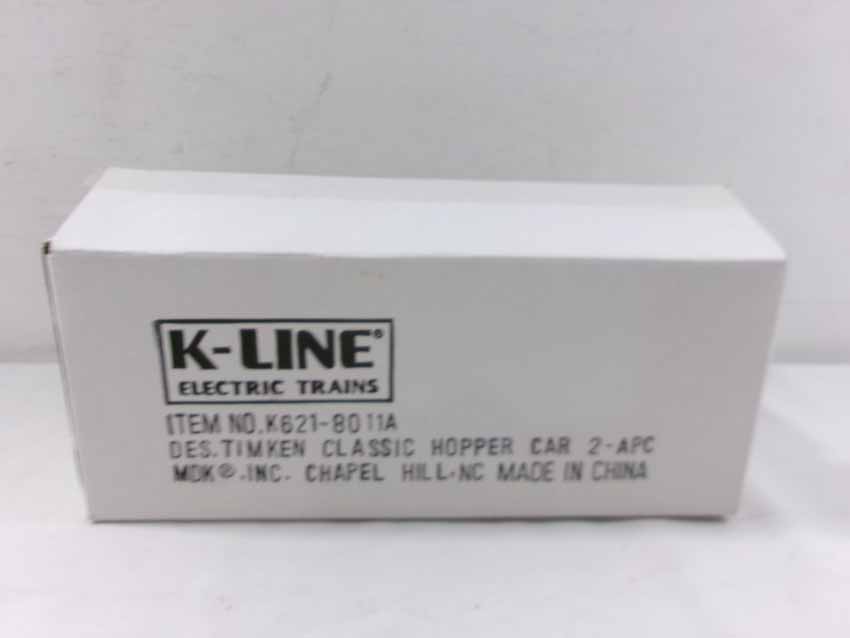 K-LINE®
ELECTRIC TRAINS
ITEM NO.K621-8011A
DES.TIMKEN CLASSIC HOPPER CAR 2-APC
MDK®.INC. CHAPEL HILL.NC MADE IN CHINA